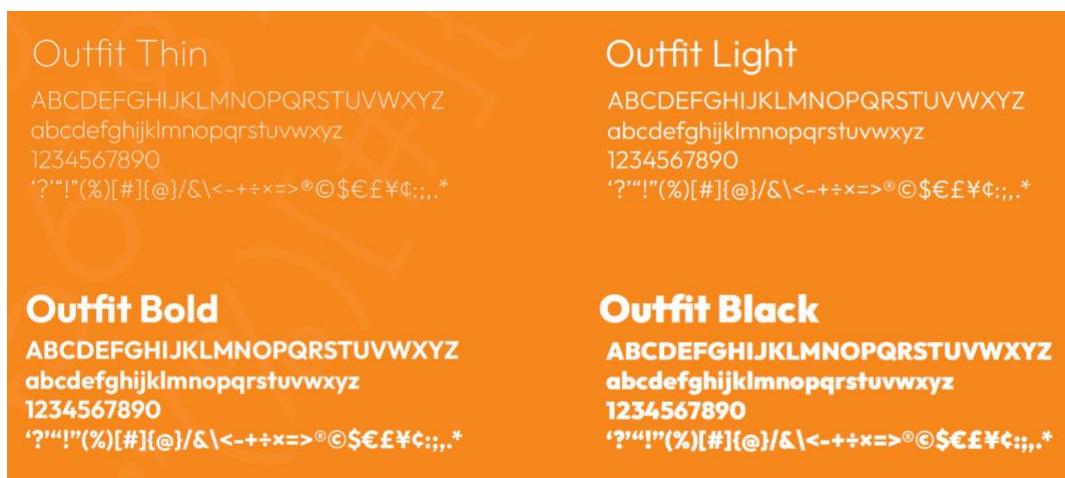 Outfit Thin
ABCDEFGHIJKLMNOPQRSTUVWXYZ
abcdefghijklmnopqrstuvwxyz
1234567890
‘?’“!”(%)[#]{@}/&\<-+÷×=>®©$€£¥¢:;,.*
Outfit Light
ABCDEFGHIJKLMNOPQRSTUVWXYZ
abcdefghijklmnopqrstuvwxyz
1234567890
‘?’“!”(%)[#]{@}/&\<-+÷×=>®©$€£¥¢:;,.*
Outfit Bold
ABCDEFGHIJKLMNOPQRSTUVWXYZ
abcdefghijklmnopqrstuvwxyz
1234567890
‘?’“!”(%)[#]{@}/&\<-+÷×=>®©$€£¥¢:;,.*
Outfit Black
ABCDEFGHIJKLMNOPQRSTUVWXYZ
abcdefghijklmnopqrstuvwxyz
1234567890
‘?’“!”(%)[#]{@}/&\<-+÷×=>®©$€£¥¢:;,.*